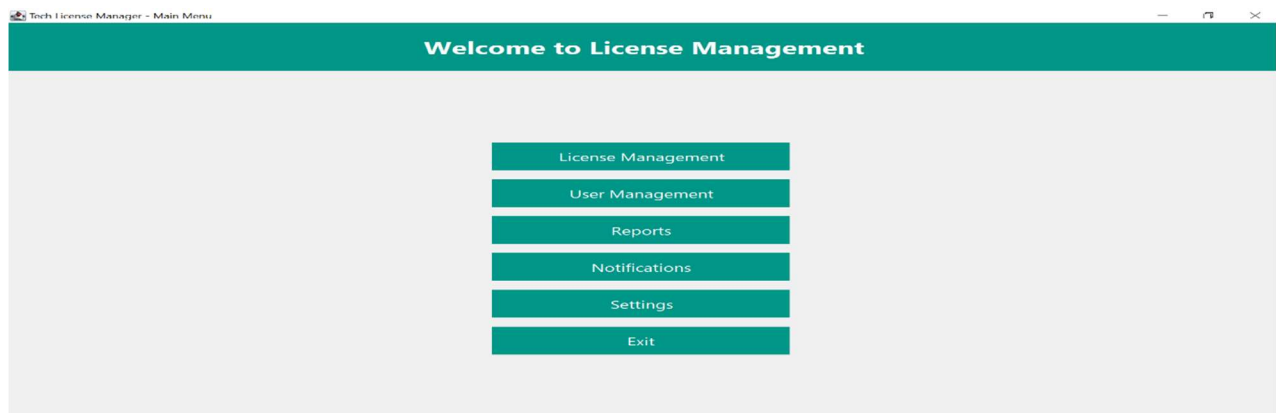 Tech License Manager - Main Menu
Welcome to License Management
License Management
User Management
Reports
Notifications
Settings
Exit